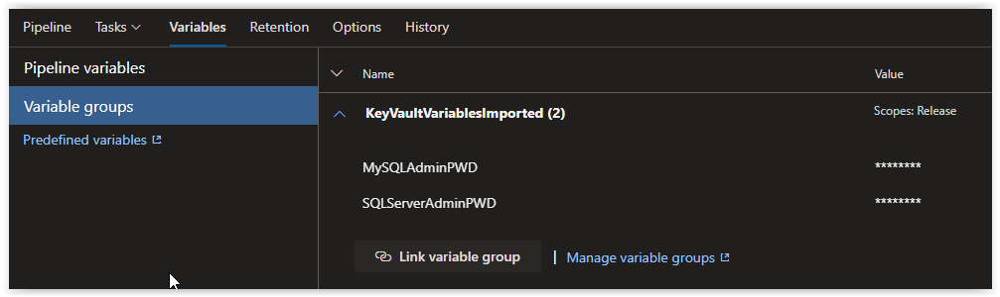 Pipeline Tasks Variables Retention Options History
Pipeline variables
Name Value
Variable groups
KeyVaultVariablesImported (2) Scopes: Release
Predefined variables
MySQLAdminPWD ********
SQLServerAdminPWD ********
Link variable group | Manage variable groups